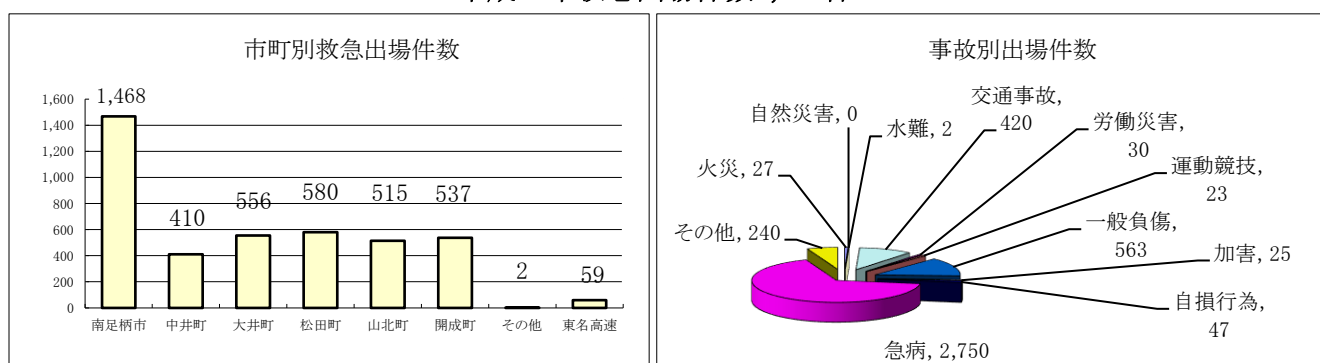 市町別救急出場件数
1,600
1,400
1,200
1,000
800
600
400
200
0
1,468
410
556
580
515
537
2
59
南足柄市
中井町
大井町
松田町
山北町
開成町
その他
東名高速
事故別出場件数
自然災害, 0
水難, 2
交通事故,
420
労働災害,
30
運動競技,
23
火災, 27
その他, 240
一般負傷,
563
加害, 25
自損行為,
47
急病, 2,750